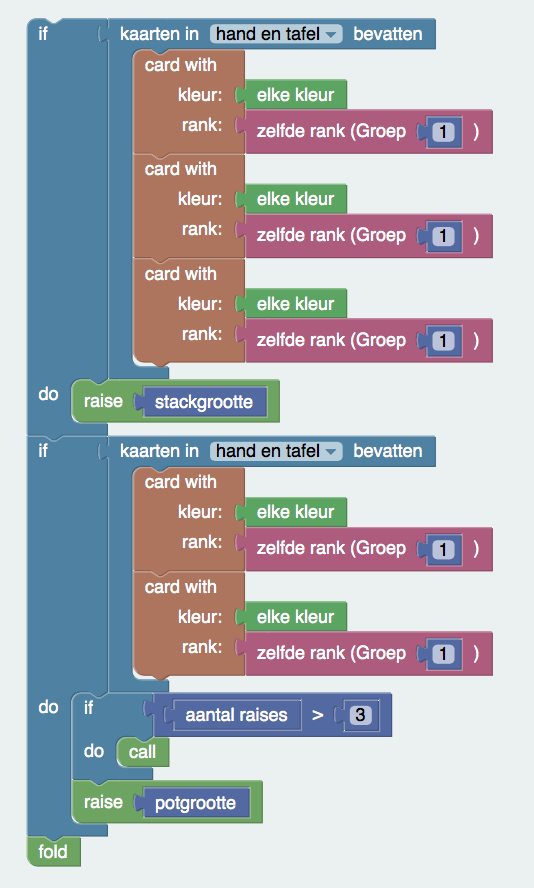 if kaarten in hand en tafel bevatten
card with
kleur: elke kleur
rank: zelfde rank (Groep 1 )
card with
kleur: elke kleur
rank: zelfde rank (Groep 1 )
card with
kleur: elke kleur
rank: zelfde rank (Groep 1 )
do raise stackgrootte
if kaarten in hand en tafel bevatten
card with
kleur: elke kleur
rank: zelfde rank (Groep 1 )
card with
kleur: elke kleur
rank: zelfde rank (Groep 1 )
do if aantal raises > 3
do call
raise potgrootte
fold